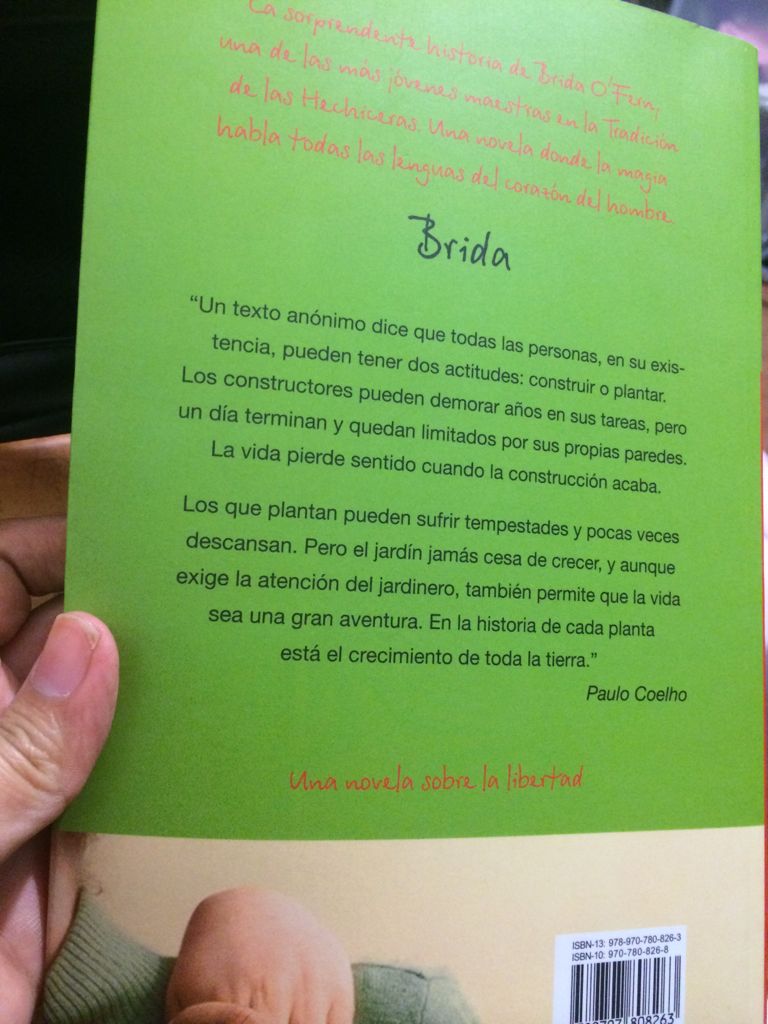 La sorprendente historia de Brida O'Fern,
una de las más jóvenes maestras en la Tradición
de las Hechiceras. Una novela donde la magia
habla todas las lenguas del corazón del hombre.
Brida
“Un texto anónimo dice que todas las personas, en su exis-
tencia, pueden tener dos actitudes: construir o plantar.
Los constructores pueden demorar años en sus tareas, pero
un día terminan y quedan limitados por sus propias paredes.
La vida pierde sentido cuando la construcción acaba.
Los que plantan pueden sufrir tempestades y pocas veces
descansan. Pero el jardín jamás cesa de crecer, y aunque
exige la atención del jardinero, también permite que la vida
sea una gran aventura. En la historia de cada planta
está el crecimiento de toda la tierra.”
Paulo Coelho
Una novela sobre la libertad
ISBN-13: 978-970-780-826-3
ISBN-10: 970-780-826-8
808263